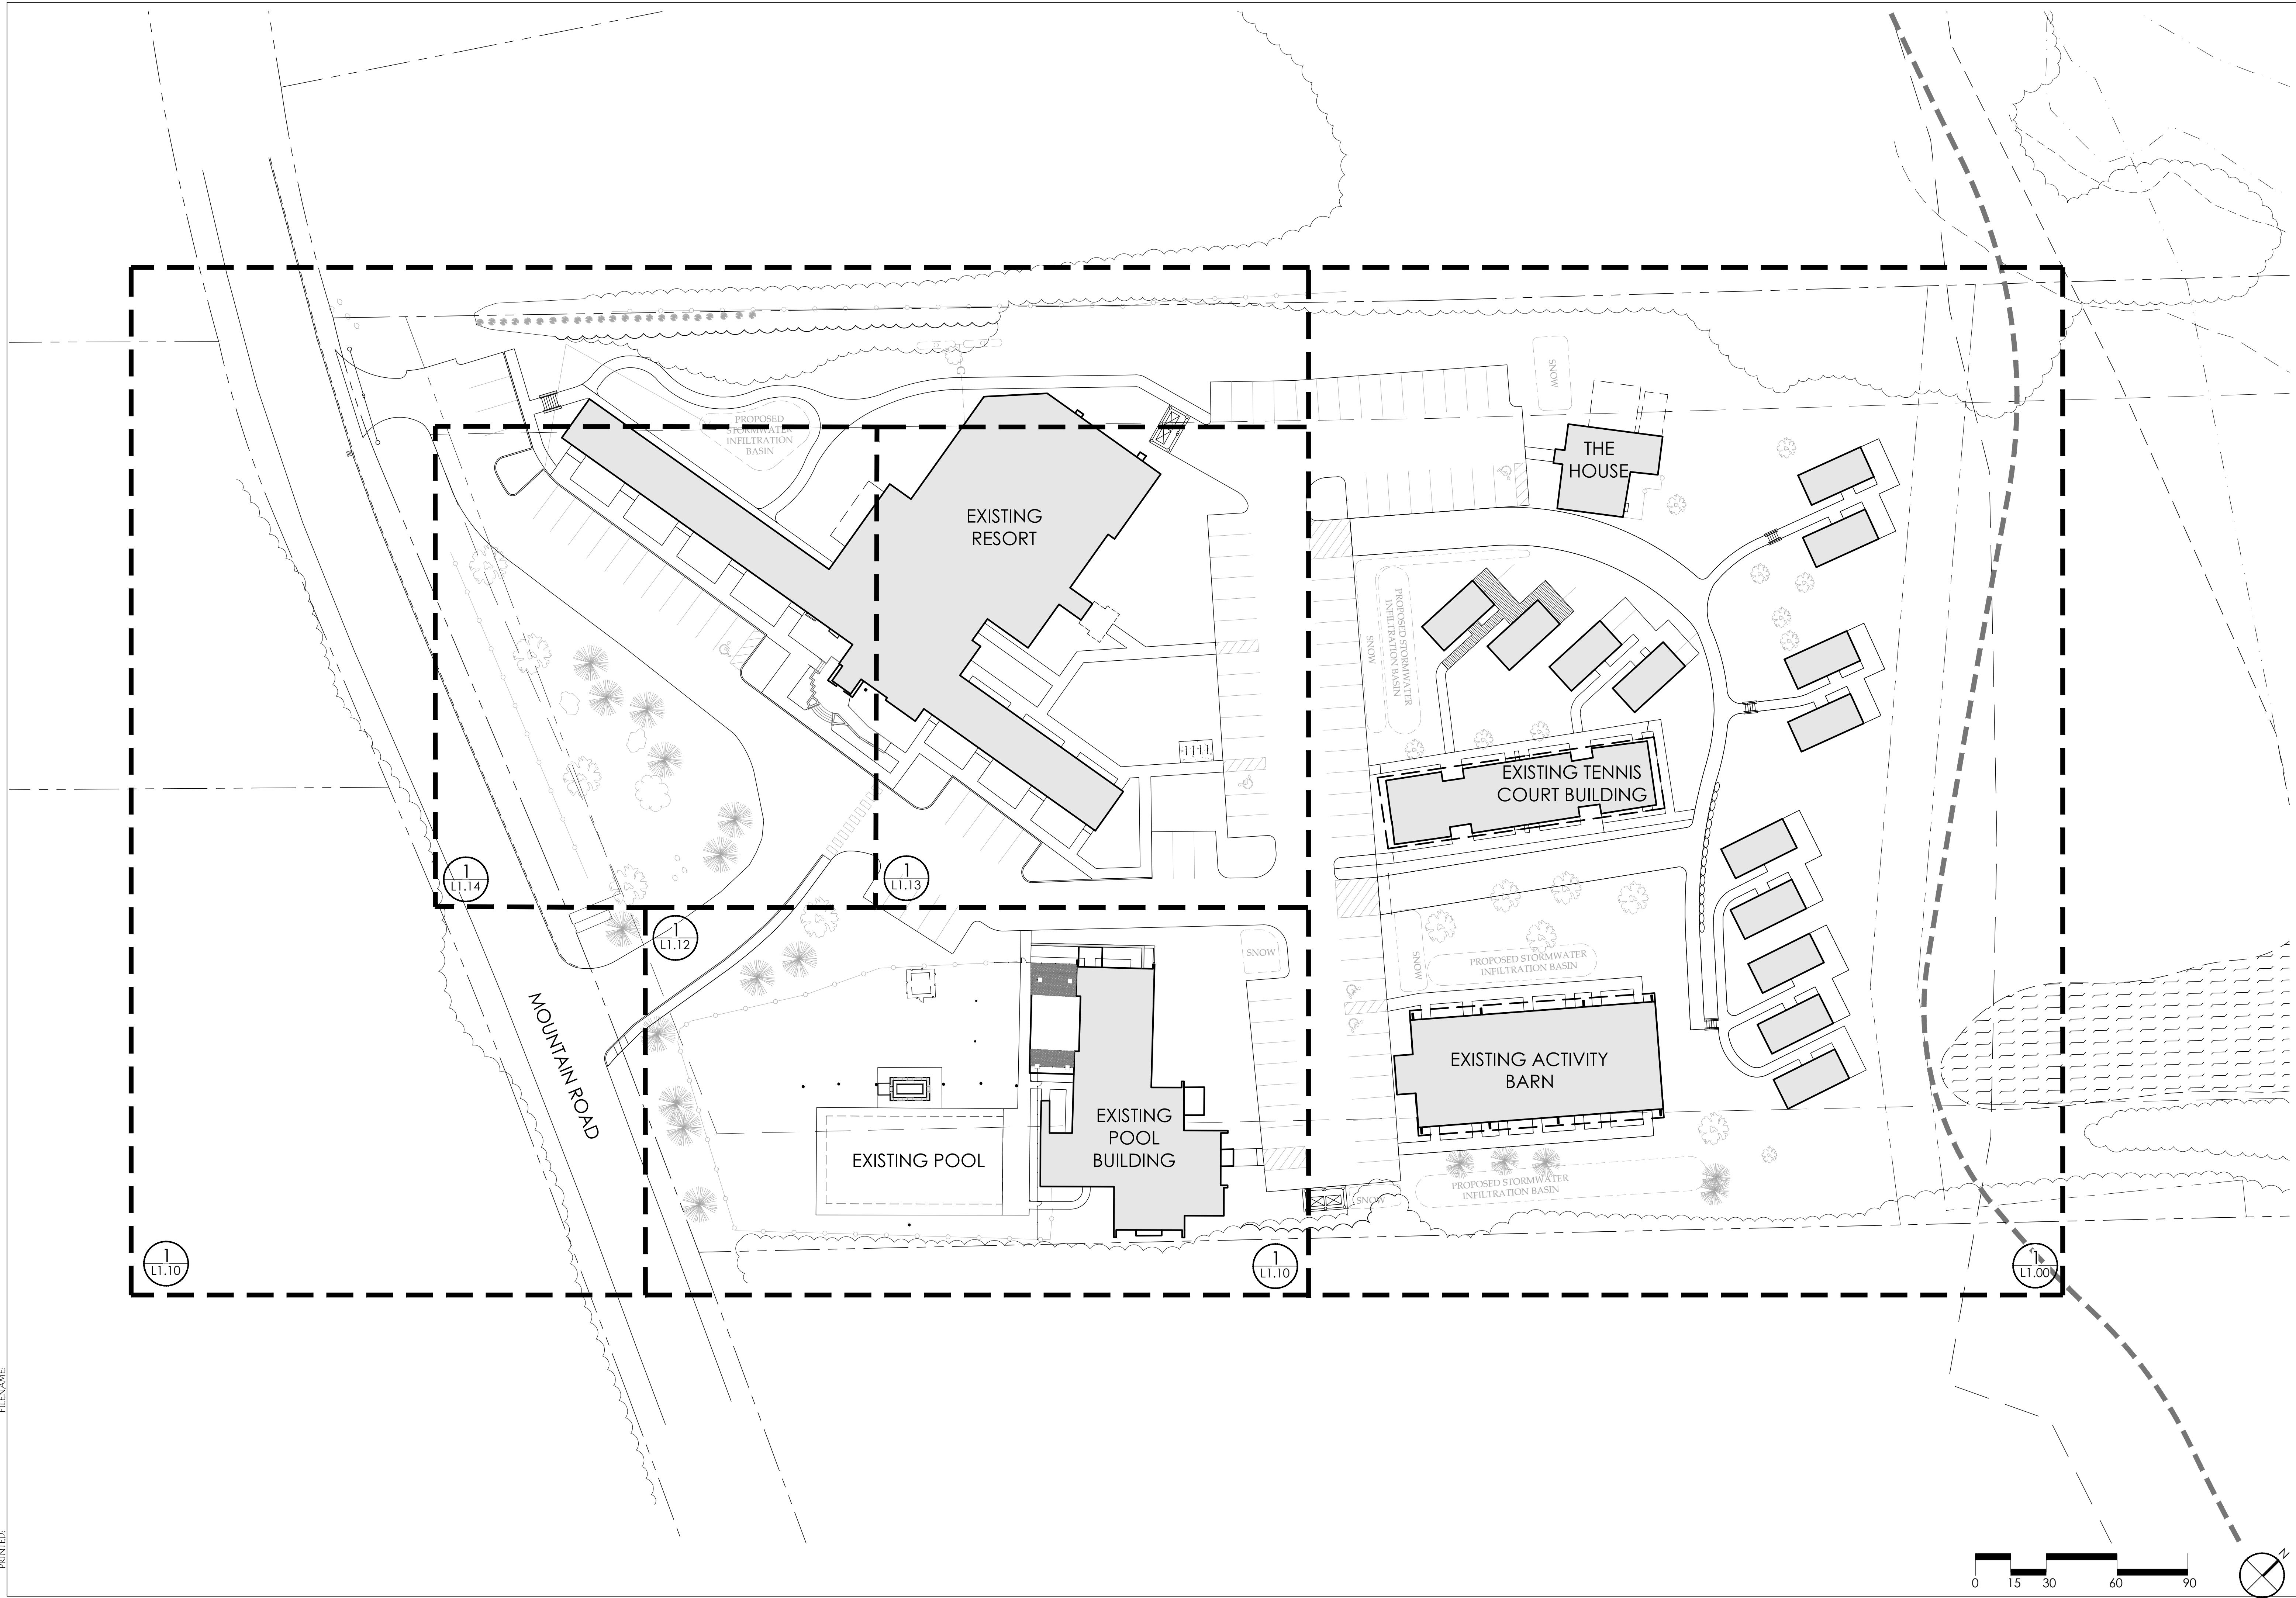 SNOW
PROPOSED
STORMWATER
INFILTRATION
BASIN
G
THE
HOUSE
EXISTING
RESORT
PROPOSED STORMWATER
INFILTRATION BASIN
SNOW
EXISTING TENNIS
COURT BUILDING
1
L1.14
1
L1.13
1
L1.12
SNOW
SNOW
PROPOSED STORMWATER
INFILTRATION BASIN
MOUNTAIN ROAD
EXISTING ACTIVITY
BARN
EXISTING
POOL
BUILDING
EXISTING POOL
PROPOSED STORMWATER
INFILTRATION BASIN
SNOW
1
L1.10
1
L1.10
1
L1.00
FILENAME:
PRINTED:
N
0 15 30 60 90